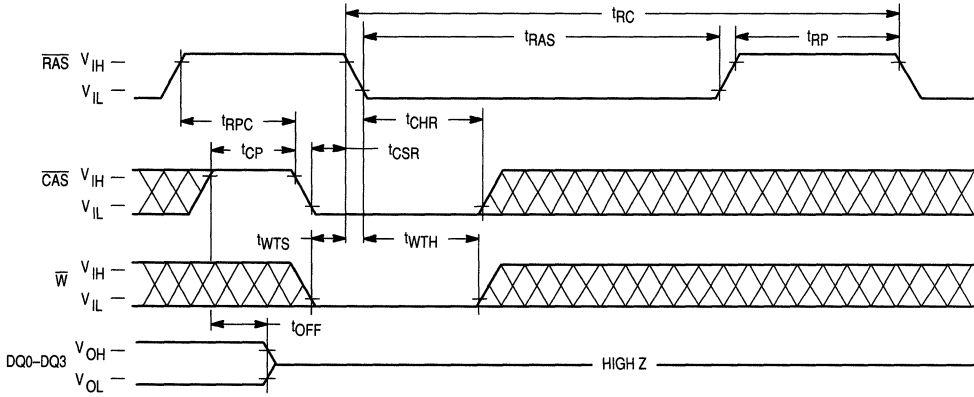 tRC
tRAS
tRP
RAS VIH
VIL
tRPC
tCHR
tCP
tCSR
CAS VIH
VIL
tWTS
tWTH
W VIH
VIL
tOFF
DQ0–DQ3 VOH
VOL
HIGH Z